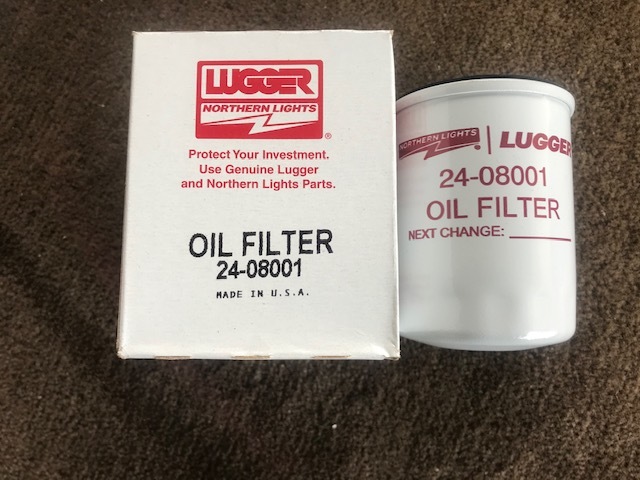 LUGGER
NORTHERN LIGHTS
®
Protect Your Investment.
Use Genuine Lugger
and Northern Lights Parts.
OIL FILTER
24-08001
MADE IN U.S.A.
NORTHERN LIGHTS ® | LUGGER
24-08001
OIL FILTER
NEXT CHANGE: ________